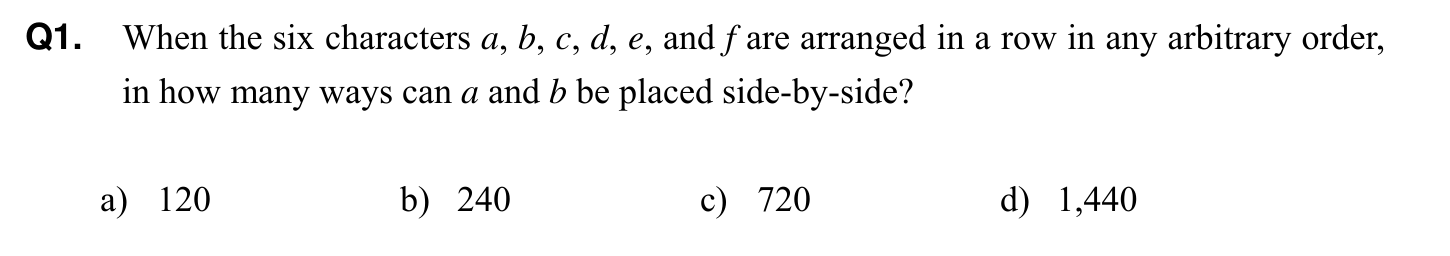 Q1. When the six characters a, b, c, d, e, and f are arranged in a row in any arbitrary order,
in how many ways can a and b be placed side-by-side?
a) 120 b) 240 c) 720 d) 1,440